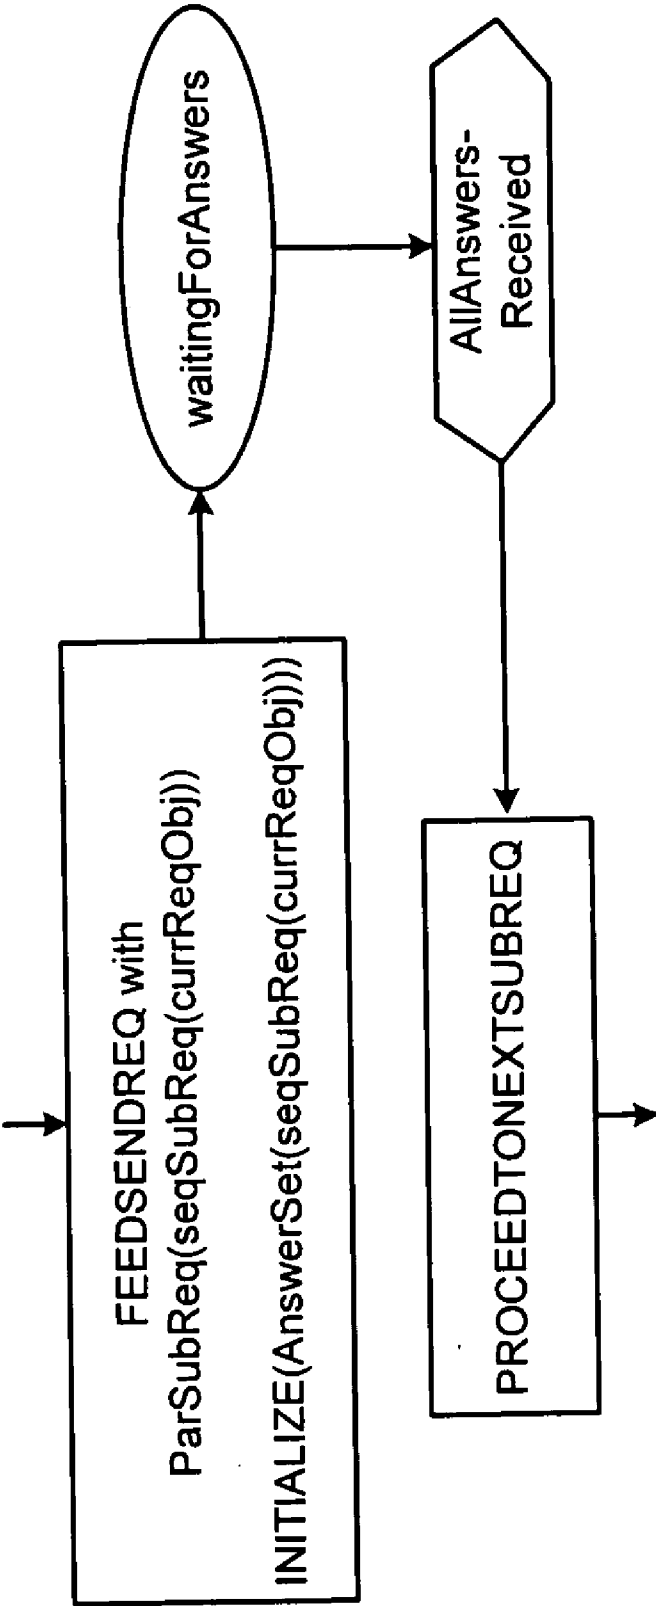 FEEDSENDREQ with
ParSubReq(seqSubReq(currReqObj))
INITIALIZE(AnswerSet(seqSubReq(currReqObj)))
waitingForAnswers
AllAnswers-
Received
PROCEEDTONEXTSUBREQ